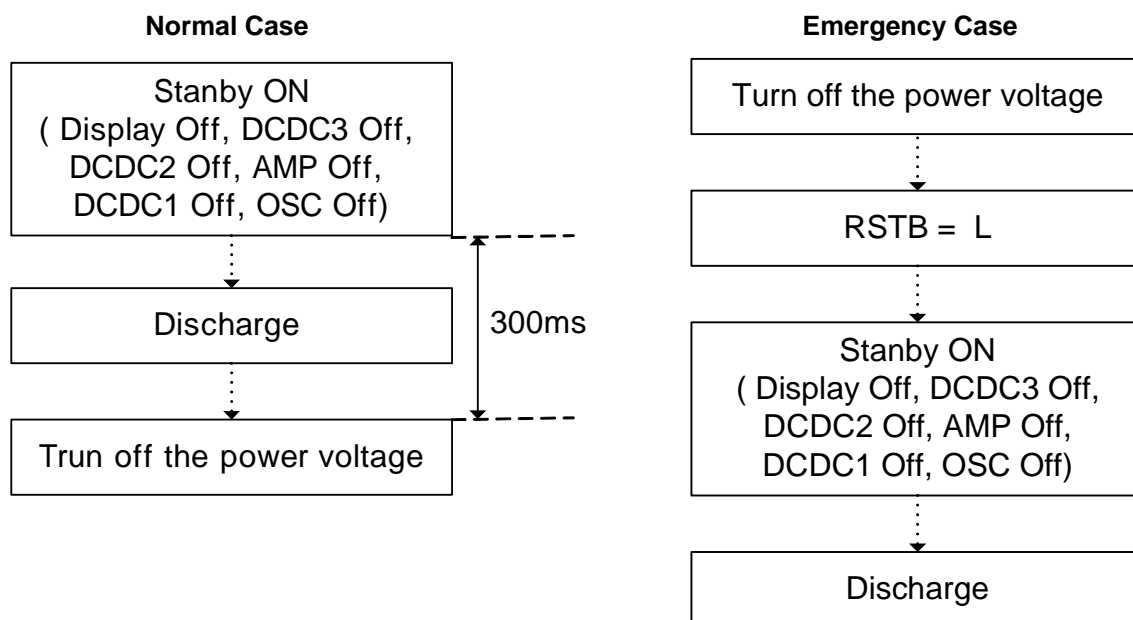 Normal Case
Stanby ON
( Display Off, DCDC3 Off,
DCDC2 Off, AMP Off,
DCDC1 Off, OSC Off)
Discharge
300ms
Trun off the power voltage
Emergency Case
Turn off the power voltage
RSTB = L
Stanby ON
( Display Off, DCDC3 Off,
DCDC2 Off, AMP Off,
DCDC1 Off, OSC Off)
Discharge